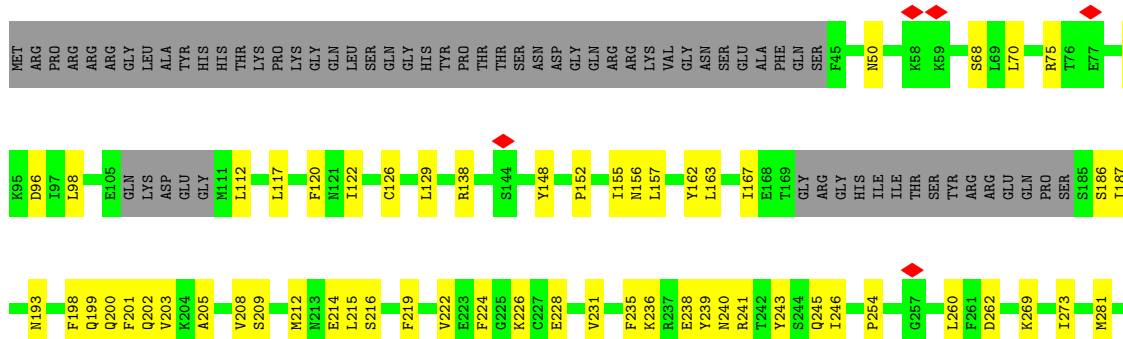 MET ARG PRO ARG ARG ARG GLY LEU ALA TYR HIS HIS THR LYS PRO LYS GLY GLN LEU SER GLN GLY HIS TYR PRO THR THR SER ASN ASP GLY GLN ARG ARG LYS VAL GLY ASN SER GLU ALA PHE GLN SER F45 N50 K58 K59 S68 L69 L70 R75 T76 E77
K95 D96 I97 L98 E105 GLN LYS ASP GLU GLY M111 L112 L117 F120 N121 I122 C126 L129 R138 S144 Y148 P152 I155 N156 L157 Y162 L163 I167 E168 T169 GLY ARG GLY HIS ILE ILE THR SER TYR ARG ARG GLU GLN PRO SER S185 S186 I187
N193 F198 Q199 Q200 F201 Q202 V203 K204 A205 V208 S209 M212 N213 E214 L215 S216 F219 V222 E223 F224 G225 K226 C227 E228 V231 F235 K236 R237 E238 Y239 N240 R241 T242 Y243 S244 Q245 I246 P254 G257 L260 F261 D262 K269 I273 M281